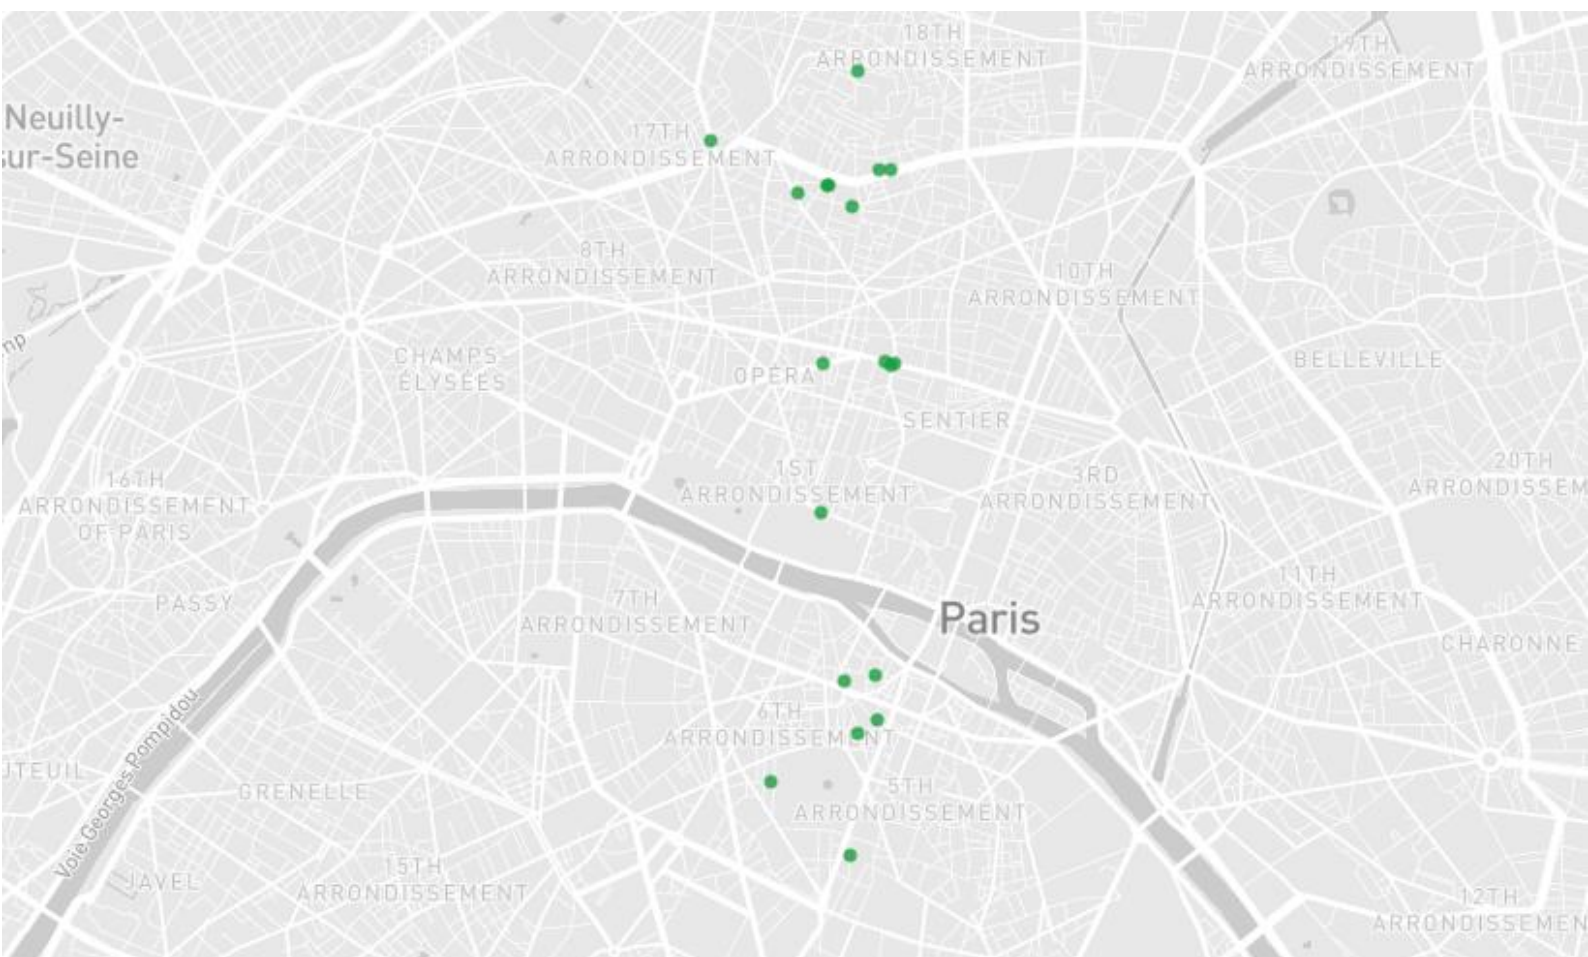 18TH
ARRONDISSEMENT
19TH
ARRONDISSEMENT
Neuilly-
sur-Seine
17TH
ARRONDISSEMENT
8TH
ARRONDISSEMENT
10TH
ARRONDISSEMENT
CHAMPS-
ÉLYSÉES
OPÉRA
BELLEVILLE
SENTIER
16TH
ARRONDISSEMENT
OF PARIS
1ST
ARRONDISSEMENT
3RD
ARRONDISSEMENT
20TH
ARRONDISSEM
PASSY
7TH
ARRONDISSEMENT
Paris
11TH
ARRONDISSEMENT
CHARONNE
Voie Georges Pompidou
6TH
ARRONDISSEMENT
UTEUIL
GRENELLE
5TH
ARRONDISSEMENT
JAVEL
15TH
ARRONDISSEMENT
12TH
ARRONDISSEMEN